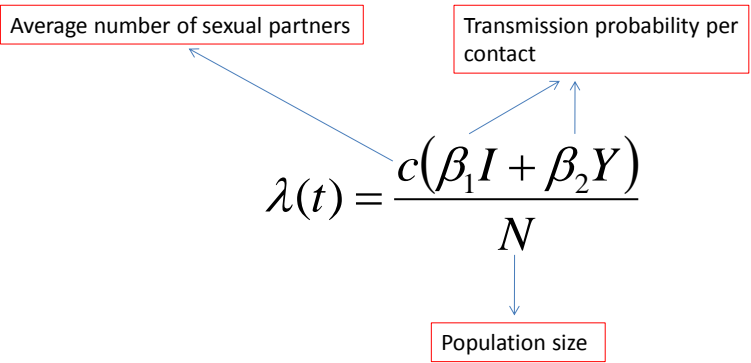 Average number of sexual partners
Transmission probability per
contact
λ(t) = c(β₁I + β₂Y) / N
Population size